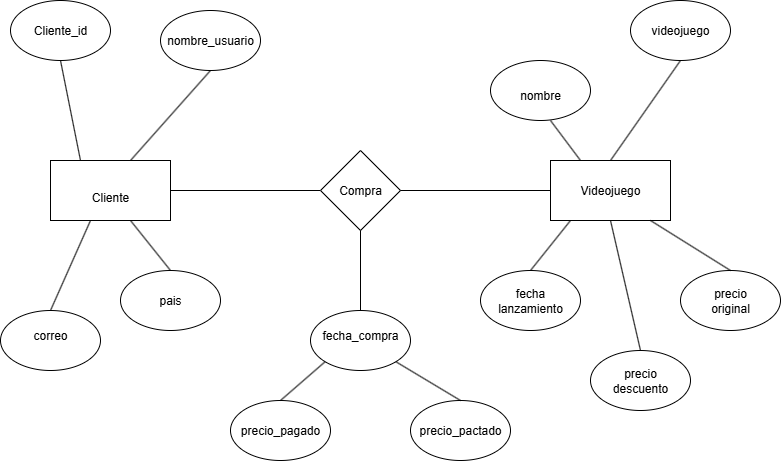 Cliente_id
nombre_usuario
videojuego
nombre
Cliente
Compra
Videojuego
correo
pais
fecha_compra
fecha
lanzamiento
precio
original
precio
descuento
precio_pagado
precio_pactado